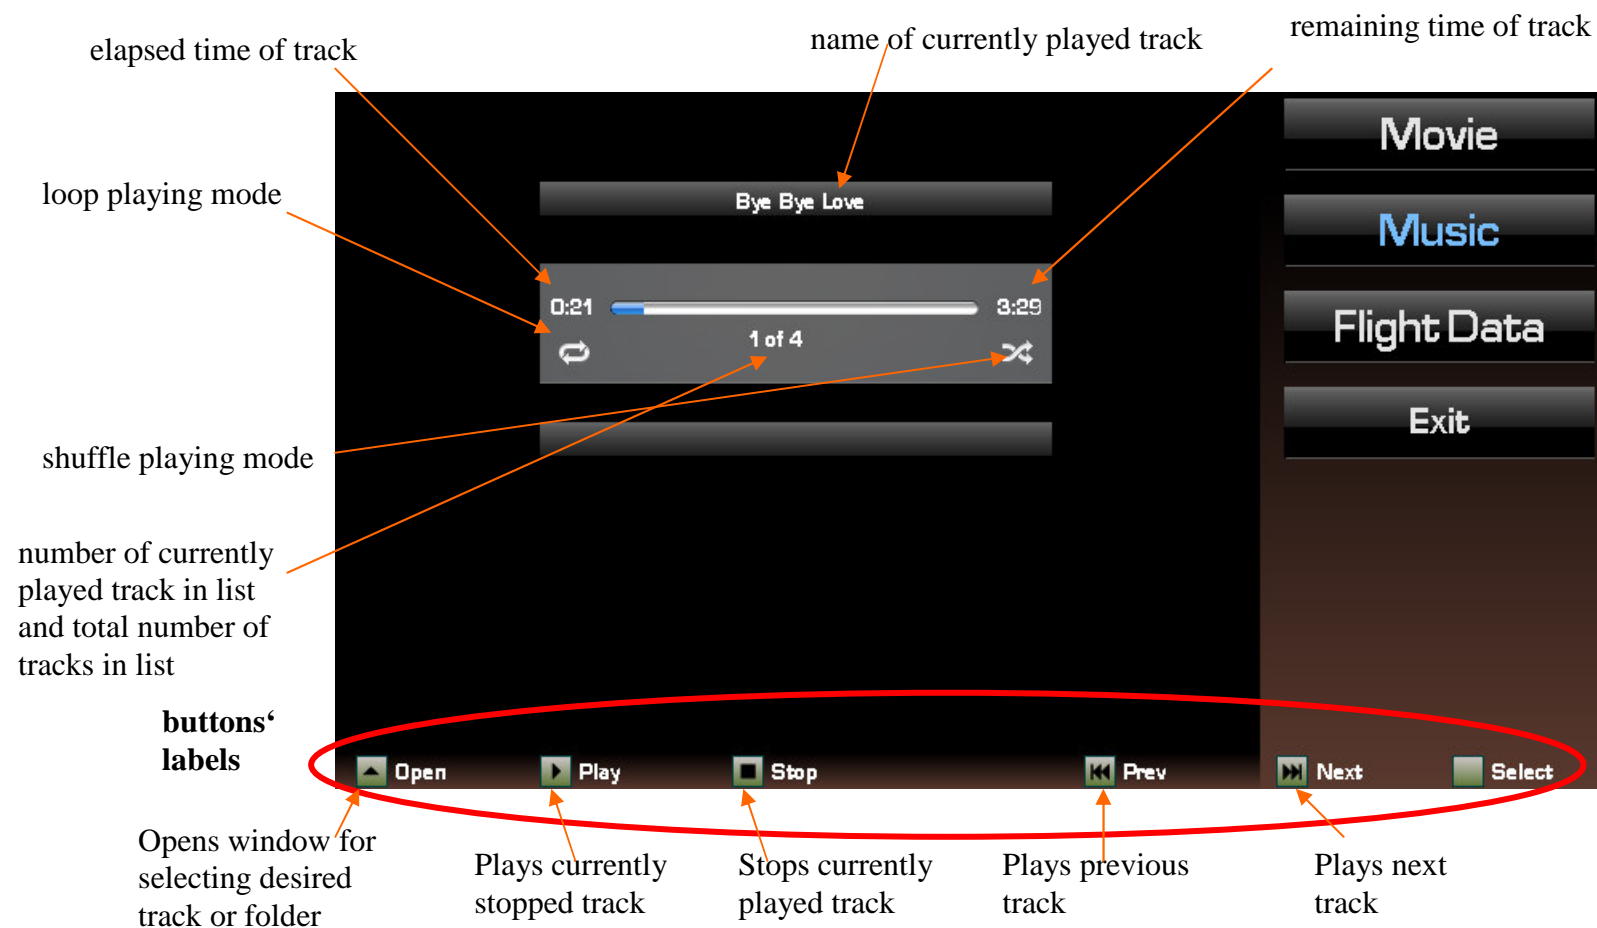 elapsed time of track
name of currently played track
remaining time of track
Movie
loop playing mode
Bye Bye Love
Music
0:21
3:29
1 of 4
Flight Data
Exit
shuffle playing mode
number of currently
played track in list
and total number of
tracks in list
buttons‘
labels
Open
Play
Stop
Prev
Next
Select
Opens window for
selecting desired
track or folder
Plays currently
stopped track
Stops currently
played track
Plays previous
track
Plays next
track